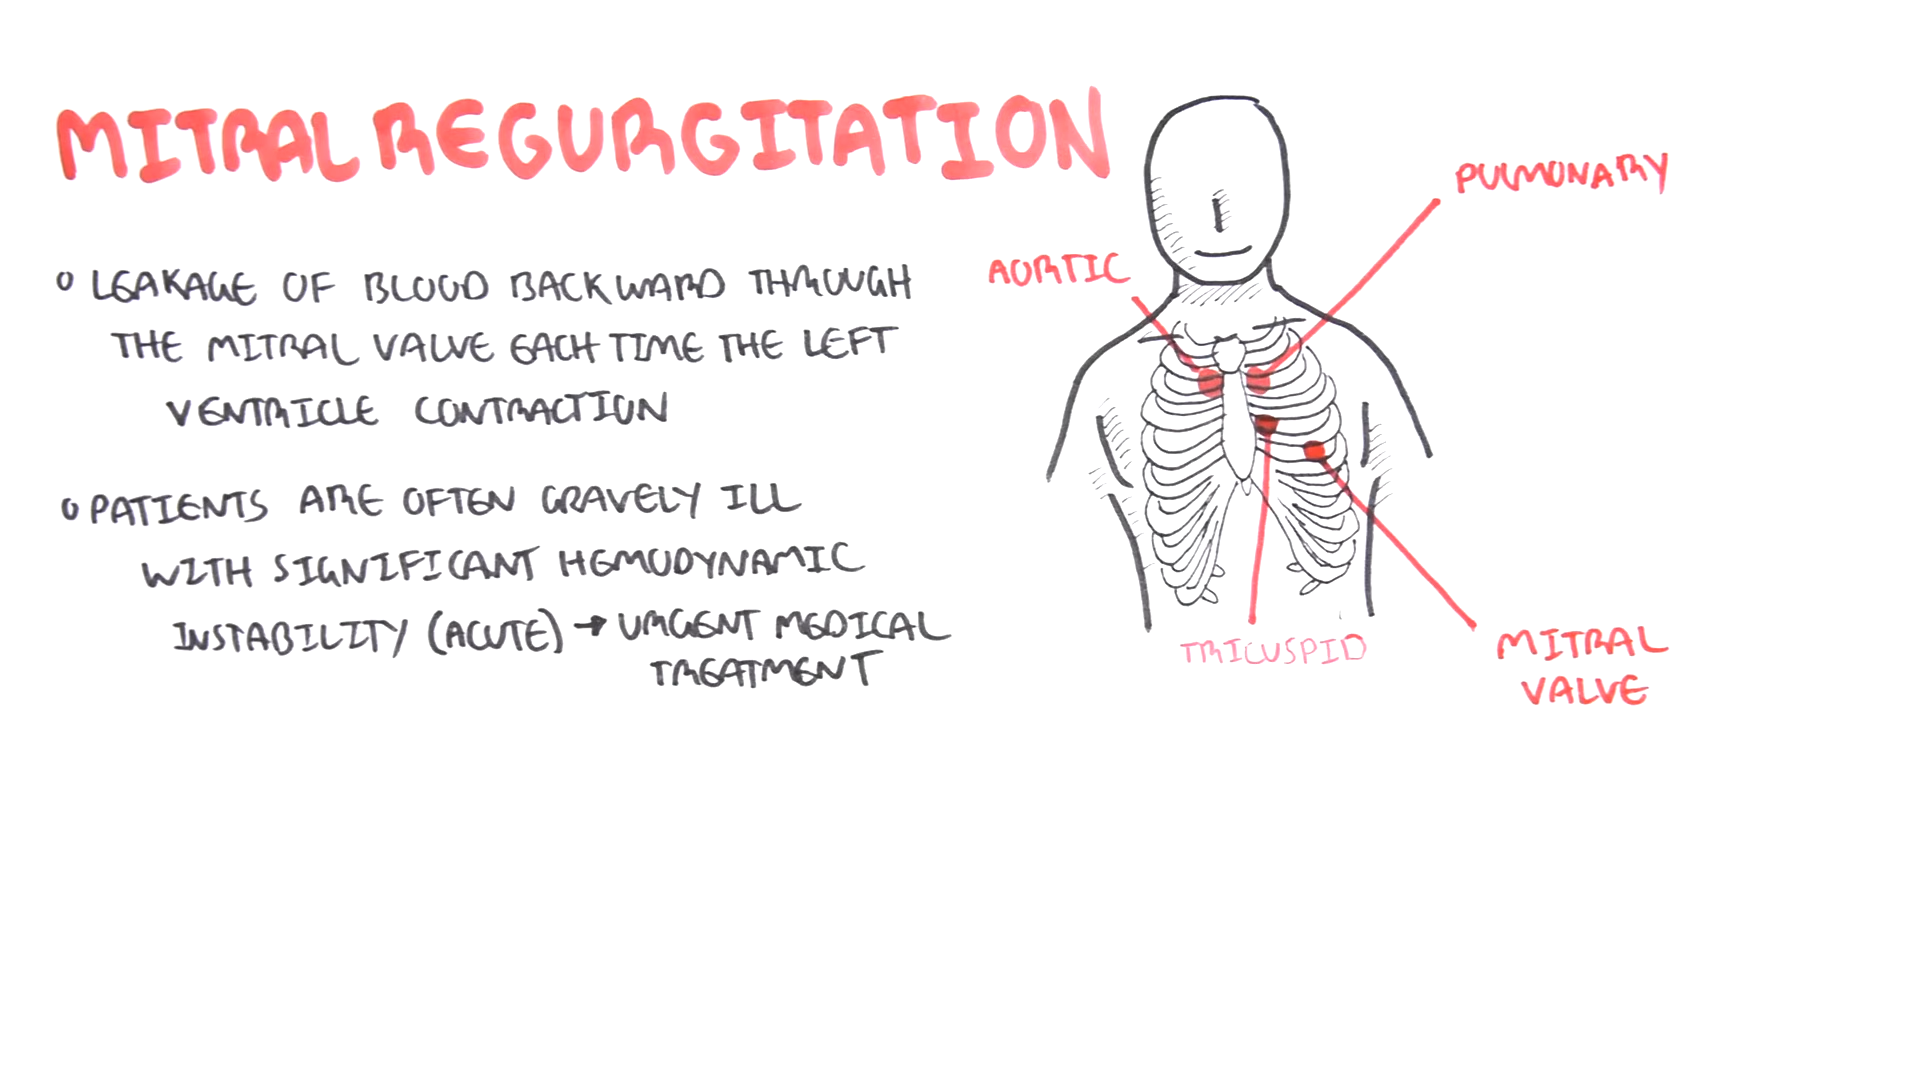 MITRAL REGURGITATION
LEAKAGE OF BLOOD BACKWARD THROUGH
THE MITRAL VALVE EACH TIME THE LEFT
VENTRICLE CONTRACTION
PATIENTS ARE OFTEN GRAVELY ILL
WITH SIGNIFICANT HEMODYNAMIC
INSTABILITY (ACUTE) → URGENT MEDICAL
TREATMENT
PULMONARY
AORTIC
TRICUSPID
MITRAL
VALVE